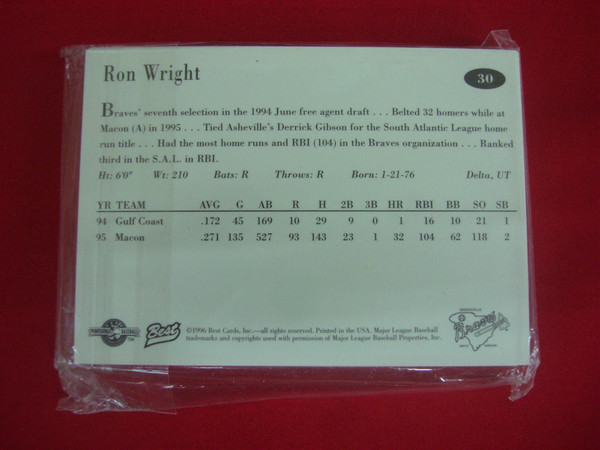 Ron Wright
30
Braves' seventh selection in the 1994 June free agent draft . . . Belted 32 homers while at
Macon (A) in 1995 . . . Tied Asheville's Derrick Gibson for the South Atlantic League home
run title . . . Had the most home runs and RBI (104) in the Braves organization . . . Ranked
third in the S.A.L. in RBI.
Ht: 6'0" Wt: 210 Bats: R Throws: R Born: 1-21-76 Delta, UT
YR TEAM AVG G AB R H 2B 3B HR RBI BB SO SB
94 Gulf Coast .172 45 169 10 29 9 0 1 16 10 21 1
95 Macon .271 135 527 93 143 23 1 32 104 62 118 2
Best
©1996 Best Cards, Inc.—all rights reserved. Printed in the USA. Major League Baseball
trademarks and copyrights used with permission of Major League Baseball Properties, Inc.
Braves